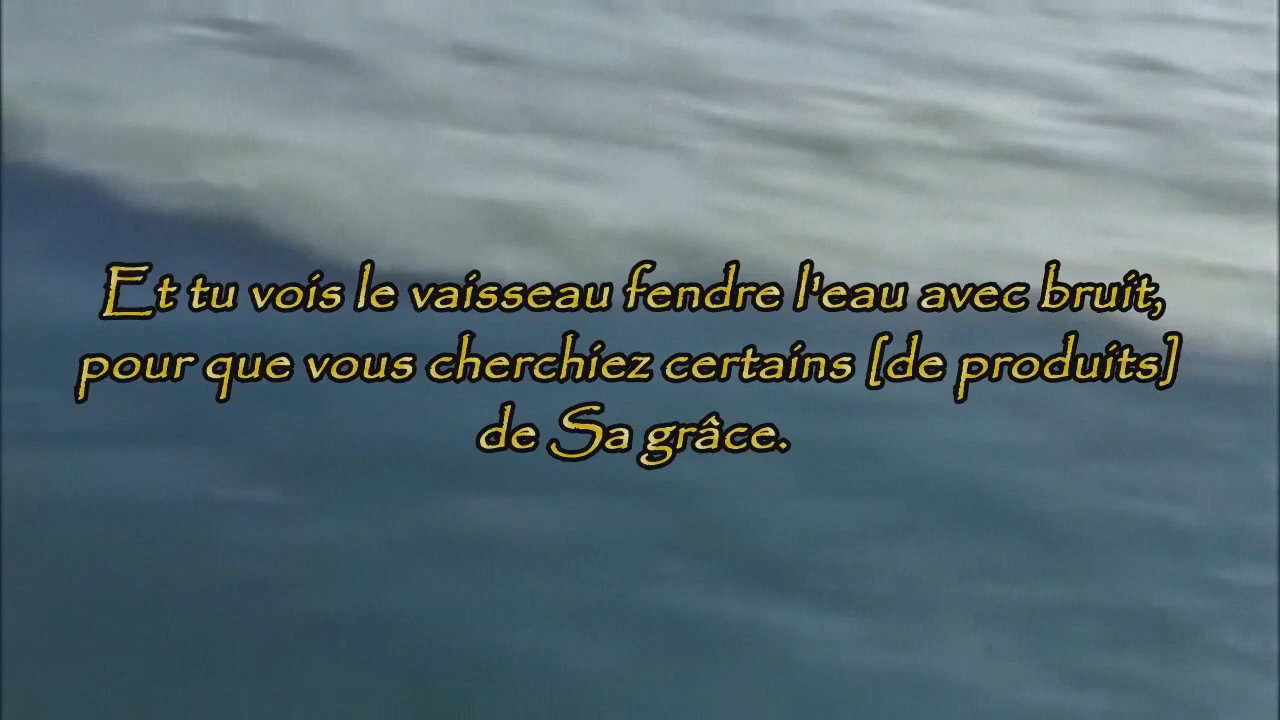 Et tu vois le vaisseau fendre l'eau avec bruit,
pour que vous cherchiez certains [de produits]
de Sa grâce.